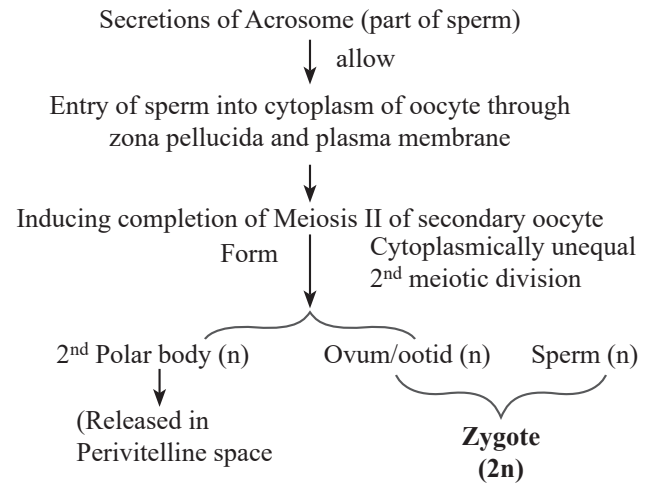 Secretions of Acrosome (part of sperm)
allow
Entry of sperm into cytoplasm of oocyte through
zona pellucida and plasma membrane
Inducing completion of Meiosis II of secondary oocyte
Form
Cytoplasmically unequal
2nd meiotic division
2nd Polar body (n)
Ovum/ootid (n)
Sperm (n)
(Released in
Perivitelline space
Zygote
(2n)